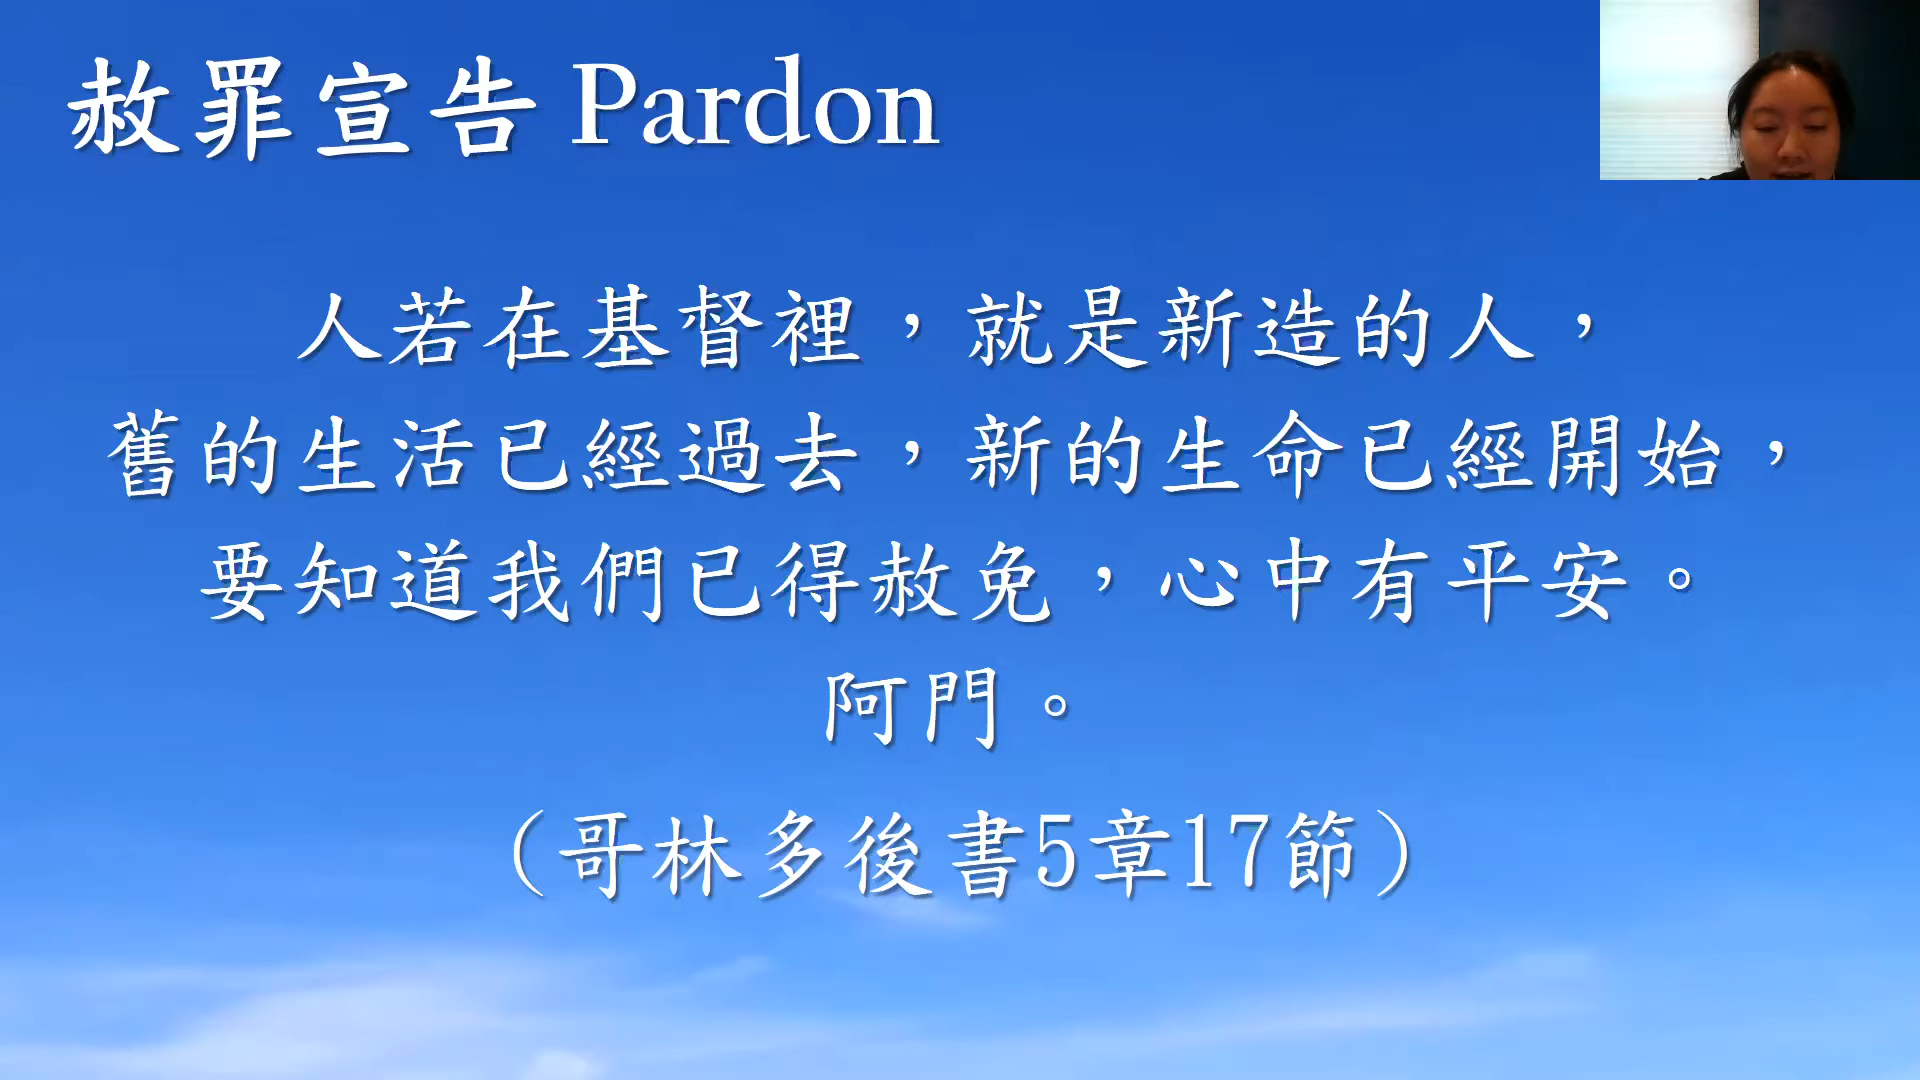 赦罪宣告 Pardon
人若在基督裡，就是新造的人，
舊的生活已經過去，新的生命已經開始，
要知道我們已得赦免，心中有平安。
阿門。
（哥林多後書5章17節）